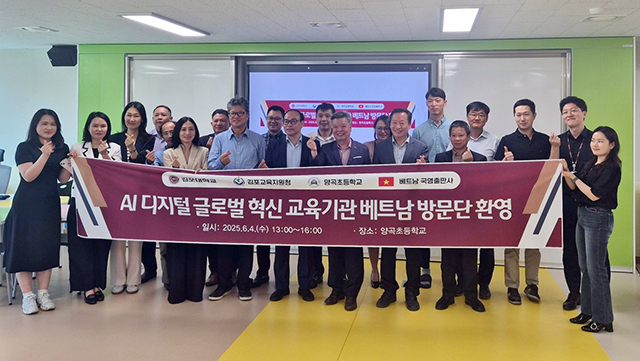 김포대학교 김포교육지원청 양곡초등학교 베트남 국영출판사
AI 디지털 글로벌 혁신 교육기관 베트남 방문단 환영
· 일시 : 2025.6.4.(수) 13:00~16:00 · 장소 : 양곡초등학교